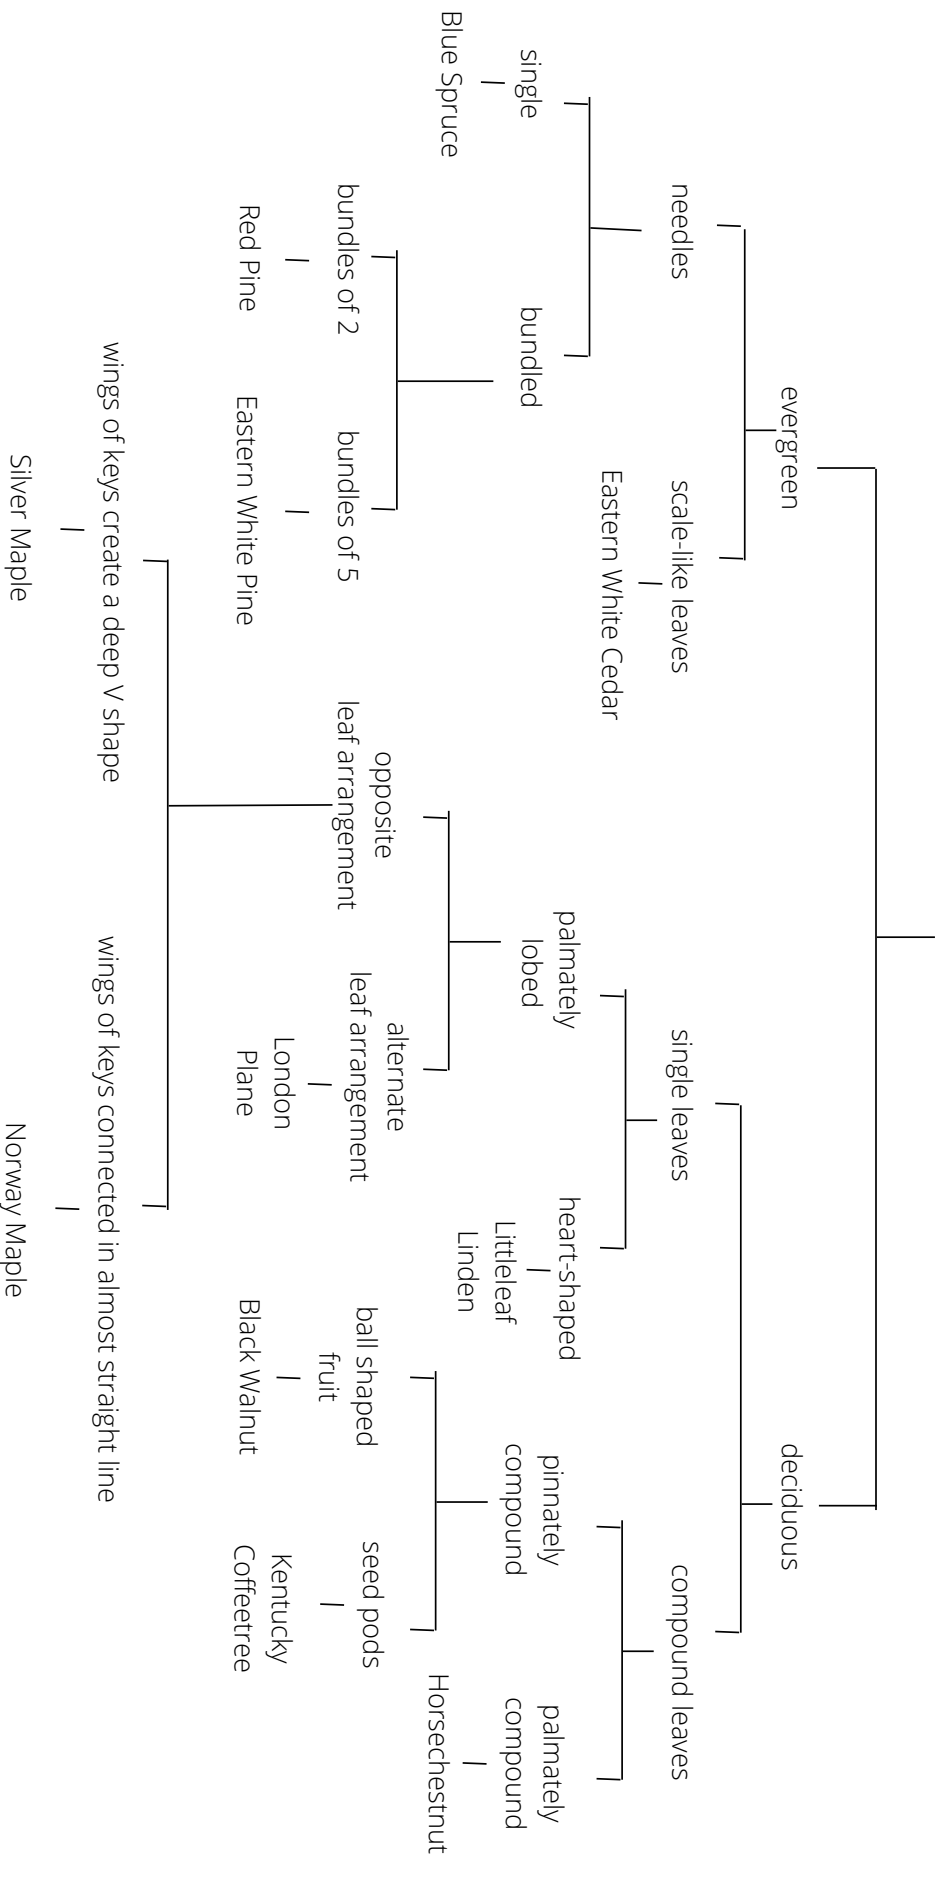 evergreen
deciduous
needles
scale-like leaves
Eastern White Cedar
single leaves
compound leaves
single
Blue Spruce
bundled
palmately
lobed
heart-shaped
Littleleaf
Linden
pinnately
compound
palmately
compound
Horsechestnut
bundles of 2
Red Pine
bundles of 5
Eastern White Pine
opposite
leaf arrangement
alternate
leaf arrangement
London
Plane
ball shaped
fruit
Black Walnut
seed pods
Kentucky
Coffeetree
wings of keys create a deep V shape
Silver Maple
wings of keys connected in almost straight line
Norway Maple